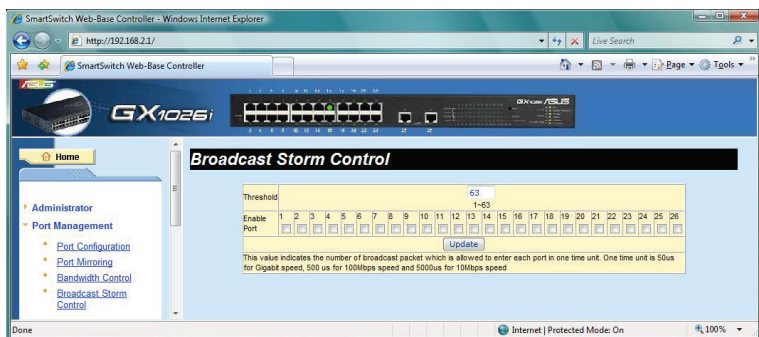 SmartSwitch Web-Base Controller - Windows Internet Explorer
http://192.168.2.1/
Live Search
SmartSwitch Web-Base Controller
Page
Tools
ASUS
GX1026i
GX1026i ASUS
Home
Broadcast Storm Control
Threshold
63
1~63
Enable Port 1 2 3 4 5 6 7 8 9 10 11 12 13 14 15 16 17 18 19 20 21 22 23 24 25 26
Update
This value indicates the number of broadcast packet which is allowed to enter each port in one time unit. One time unit is 50us
for Gigabit speed, 500 us for 100Mbps speed and 5000us for 10Mbps speed
Administrator
Port Management
Port Configuration
Port Mirroring
Bandwidth Control
Broadcast Storm
Control
Done
Internet | Protected Mode: On
100%